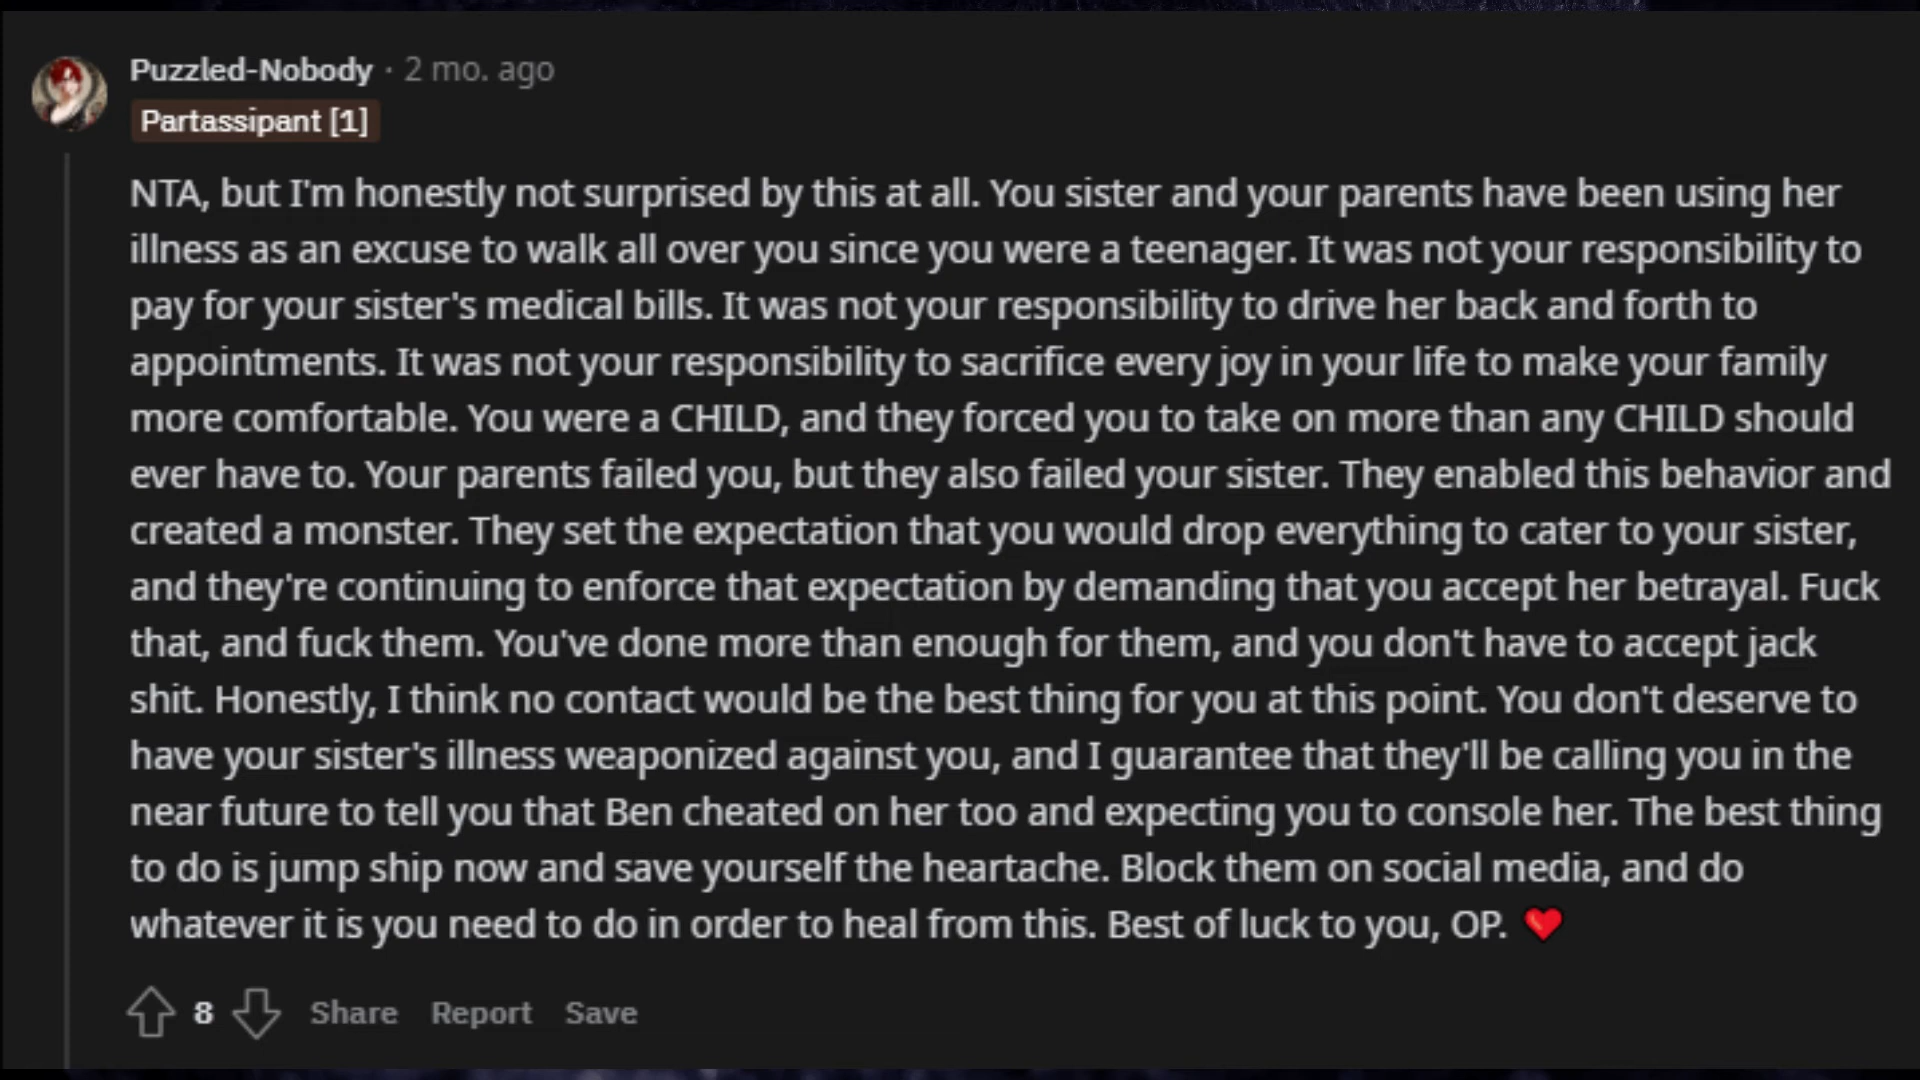 Puzzled-Nobody · 2 mo. ago
Partassipant [1]
NTA, but I'm honestly not surprised by this at all. You sister and your parents have been using her
illness as an excuse to walk all over you since you were a teenager. It was not your responsibility to
pay for your sister's medical bills. It was not your responsibility to drive her back and forth to
appointments. It was not your responsibility to sacrifice every joy in your life to make your family
more comfortable. You were a CHILD, and they forced you to take on more than any CHILD should
ever have to. Your parents failed you, but they also failed your sister. They enabled this behavior and
created a monster. They set the expectation that you would drop everything to cater to your sister,
and they're continuing to enforce that expectation by demanding that you accept her betrayal. Fuck
that, and fuck them. You've done more than enough for them, and you don't have to accept jack
shit. Honestly, I think no contact would be the best thing for you at this point. You don't deserve to
have your sister's illness weaponized against you, and I guarantee that they'll be calling you in the
near future to tell you that Ben cheated on her too and expecting you to console her. The best thing
to do is jump ship now and save yourself the heartache. Block them on social media, and do
whatever it is you need to do in order to heal from this. Best of luck to you, OP. ❤️
8 Share Report Save